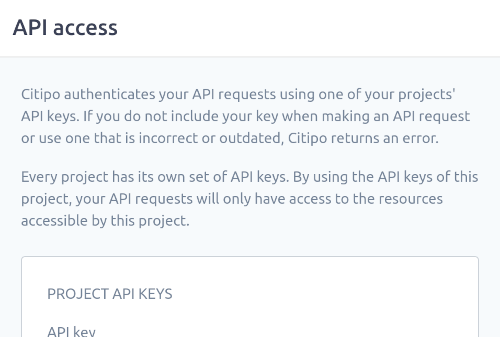 API access
Citipo authenticates your API requests using one of your projects'
API keys. If you do not include your key when making an API request
or use one that is incorrect or outdated, Citipo returns an error.
Every project has its own set of API keys. By using the API keys of this
project, your API requests will only have access to the resources
accessible by this project.
PROJECT API KEYS
API key